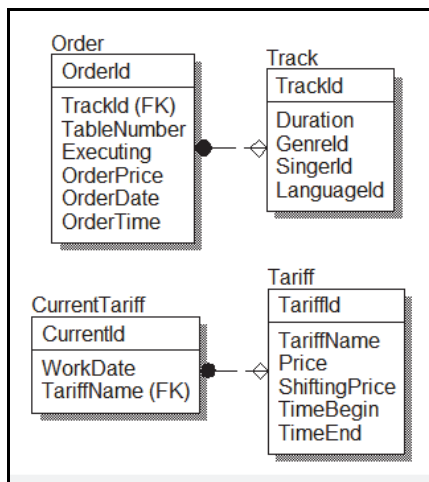 Order
OrderId
TrackId (FK)
TableNumber
Executing
OrderPrice
OrderDate
OrderTime
Track
TrackId
Duration
GenreId
SingerId
LanguageId
CurrentTariff
CurrentId
WorkDate
TariffName (FK)
Tariff
TariffId
TariffName
Price
ShiftingPrice
TimeBegin
TimeEnd